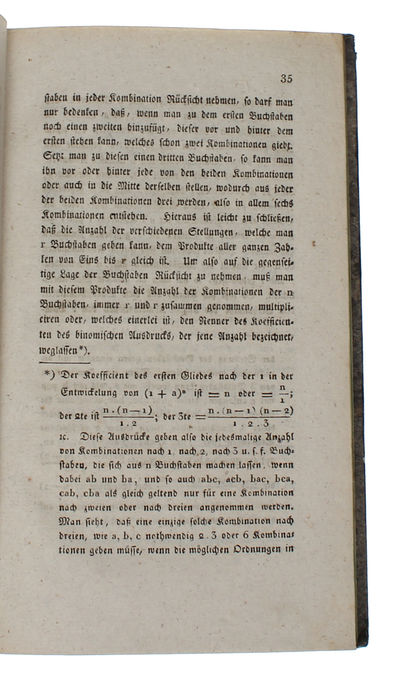 35
staben in jeder Kombination Rücksicht nehmen, so darf man
nur bedenken, daß, wenn man zu dem ersten Buchstaben
noch einen zweiten hinzufügt, dieser vor und hinter dem
ersten stehen kann, welches schon zwei Kombinationen giebt.
Setzt man zu diesen einen dritten Buchstaben, so kann man
ihn vor oder hinter jede von den beiden Kombinationen
oder auch in die Mitte derselben stellen, wodurch aus jeder
der beiden Kombinationen drei werden, also in allem sechs
Kombinationen entstehen. Hieraus ist leicht zu schließen,
daß die Anzahl der verschiedenen Stellungen, welche man
r Buchstaben geben kann, dem Produkte aller ganzen Zah-
len von Eins bis r gleich ist. Um also auf die gegensei-
tige Lage der Buchstaben Rücksicht zu nehmen, muß man
mit diesem Produkte die Anzahl der Kombinationen der n
Buchstaben, immer r und r zusammen genommen, multipli-
ciren oder, welches einerlei ist, den Nenner des Koefficien-
ten des binomischen Ausdrucks, der jene Anzahl bezeichnet,
weglassen*).
*) Der Koefficient des ersten Gliedes nach der 1 in der
Entwickelung von (1 + a)ⁿ ist = n oder = n/1;
der 2te ist n.(n−1)/1.2; der 3te = n.(n−1)(n−2)/1.2.3
ꝛc. Diese Ausdrücke geben also die jedesmalige Anzahl
von Kombinationen nach 1, nach 2, nach 3 u. s. f. Buch-
staben, die sich aus n Buchstaben machen lassen, wenn
dabei ab und ba, und so auch abc, acb, bac, bca,
cab, cba als gleich geltend nur für eine Kombination
nach zweien oder nach dreien angenommen werden.
Man sieht, daß eine einzige solche Kombination nach
dreien, wie a, b, c nothwendig 2.3 oder 6 Kombina-
tionen geben müsse, wenn die möglichen Ordnungen in